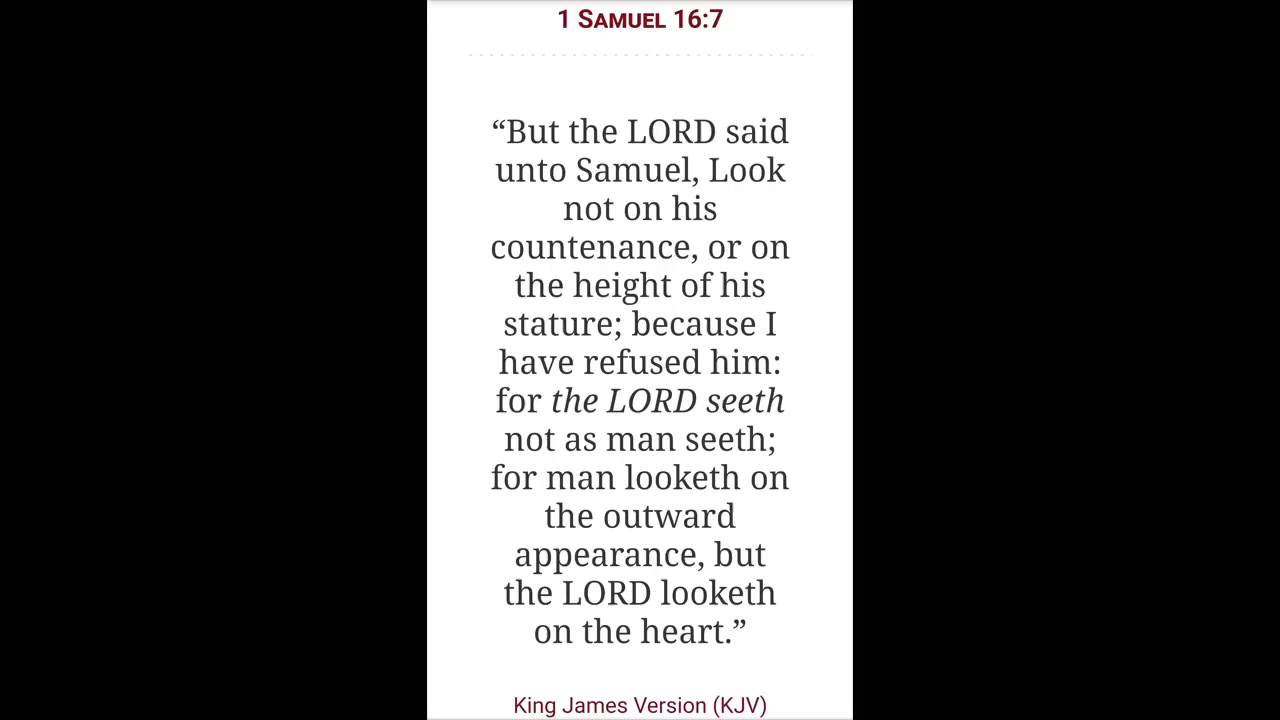 1 Samuel 16:7
“But the LORD said
unto Samuel, Look
not on his
countenance, or on
the height of his
stature; because I
have refused him:
for the LORD seeth
not as man seeth;
for man looketh on
the outward
appearance, but
the LORD looketh
on the heart.”
King James Version (KJV)